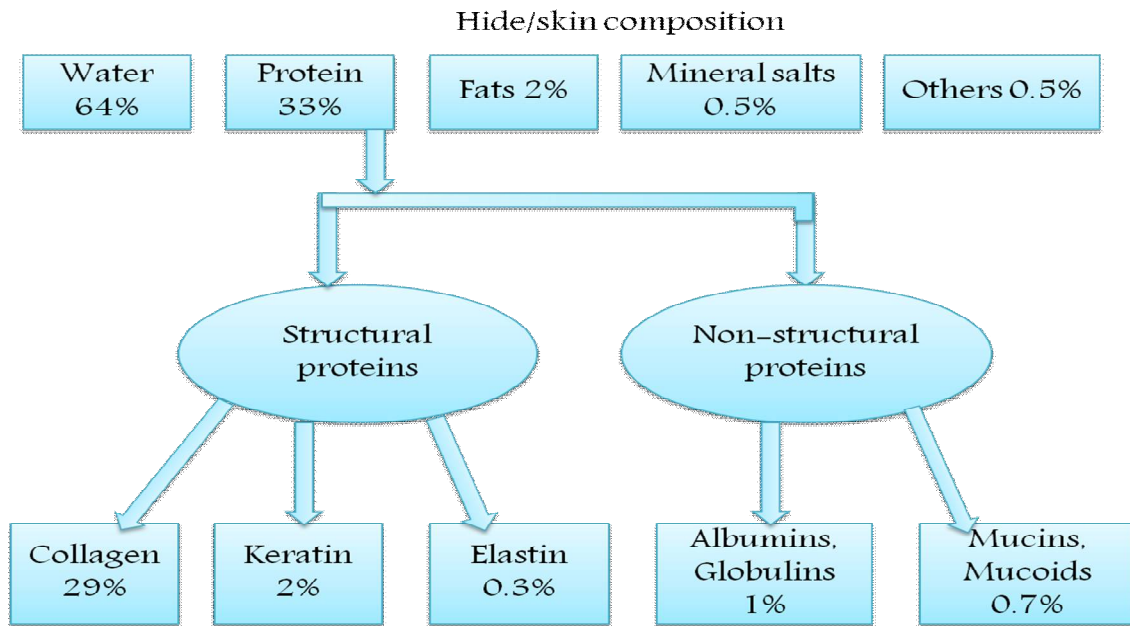 Hide/skin composition
Water
64%
Protein
33%
Fats 2%
Mineral salts
0.5%
Others 0.5%
Structural
proteins
Non-structural
proteins
Collagen
29%
Keratin
2%
Elastin
0.3%
Albumins,
Globulins
1%
Mucins,
Mucoids
0.7%